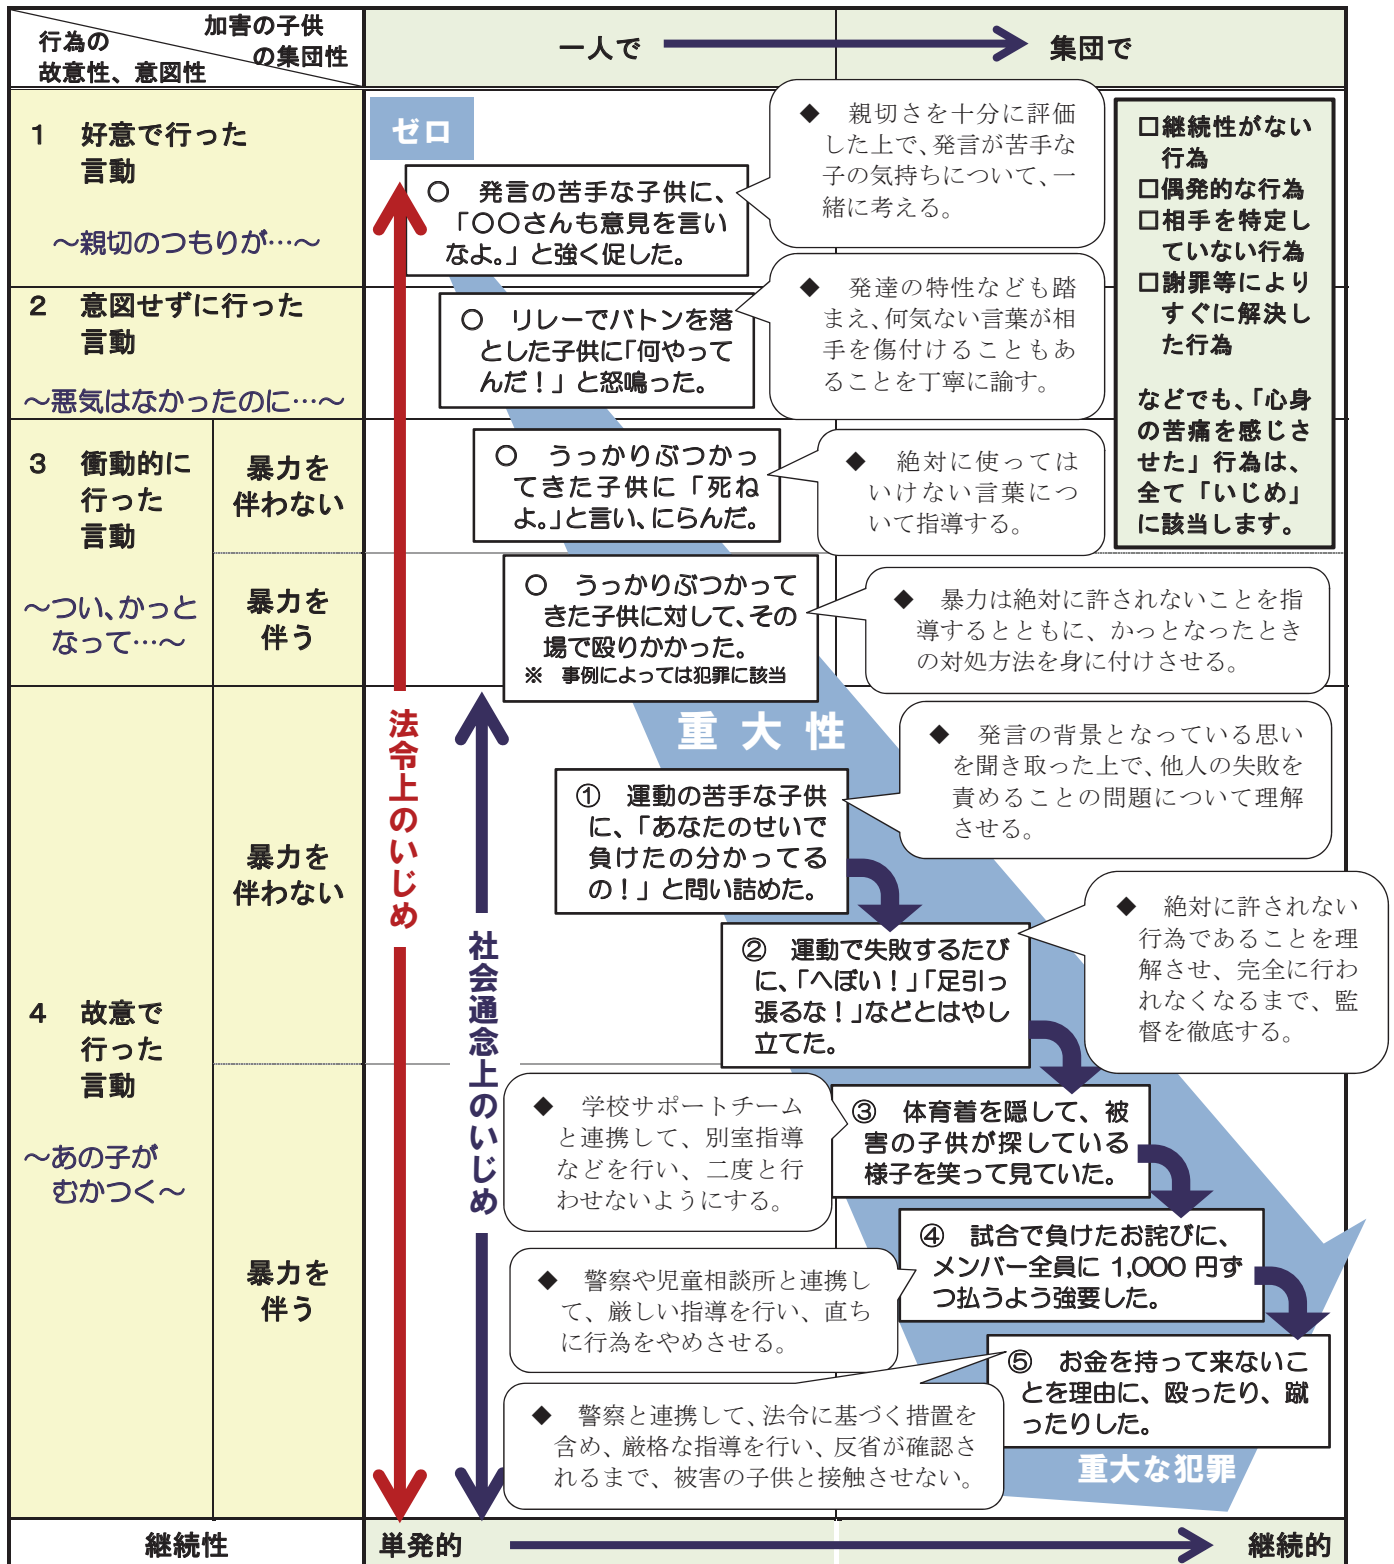 加害の子供
の集団性
行為の
故意性、意図性
一人で
集団で
1 好意で行った
言動
～親切のつもりが…～
2 意図せずに行った
言動
～悪気はなかったのに…～
3 衝動的に
行った
言動
～つい、かっと
なって…～
暴力を
伴わない
暴力を
伴う
4 故意で
行った
言動
～あの子が
むかつく～
暴力を
伴わない
暴力を
伴う
ゼロ
○ 発言の苦手な子供に、
「○○さんも意見を言い
なよ。」と強く促した。
◆ 親切さを十分に評価
した上で、発言が苦手な
子の気持ちについて、一
緒に考える。
○ リレーでバトンを落
とした子供に「何やって
んだ！」と怒鳴った。
◆ 発達の特性なども踏
まえ、何気ない言葉が相
手を傷付けることもあ
ることを丁寧に諭す。
○ うっかりぶつかっ
てきた子供に「死ね
よ。」と言い、にらんだ。
◆ 絶対に使っては
いけない言葉につ
いて指導する。
□継続性がない
行為
□偶発的な行為
□相手を特定し
ていない行為
□謝罪等により
すぐに解決し
た行為
などでも、「心身
の苦痛を感じさ
せた」行為は、
全て「いじめ」
に該当します。
○ うっかりぶつかって
きた子供に対して、その
場で殴りかかった。
※ 事例によっては犯罪に該当
◆ 暴力は絶対に許されないことを指
導するとともに、かっとなったとき
の対処方法を身に付けさせる。
法令上のいじめ
社会通念上のいじめ
重大性
① 運動の苦手な子供
に、「あなたのせいで
負けたの分かってる
の！」と問い詰めた。
◆ 発言の背景となっている思い
を聞き取った上で、他人の失敗を
責めることの問題について理解
させる。
② 運動で失敗するたび
に、「へぼい！」「足引っ
張るな！」などとはやし
立てた。
◆ 絶対に許されない
行為であることを理
解させ、完全に行わ
れなくなるまで、監
督を徹底する。
③ 体育着を隠して、被
害の子供が探している
様子を笑って見ていた。
◆ 学校サポートチーム
と連携して、別室指導
などを行い、二度と行
わせないようにする。
④ 試合で負けたお詫びに、
メンバー全員に 1,000 円ず
つ払うよう強要した。
◆ 警察や児童相談所と連携し
て、厳しい指導を行い、直ち
に行為をやめさせる。
⑤ お金を持って来ないこ
とを理由に、殴ったり、蹴
ったりした。
◆ 警察と連携して、法令に基づく措置を
含め、厳格な指導を行い、反省が確認さ
れるまで、被害の子供と接触させない。
重大な犯罪
継続性
単発的
継続的